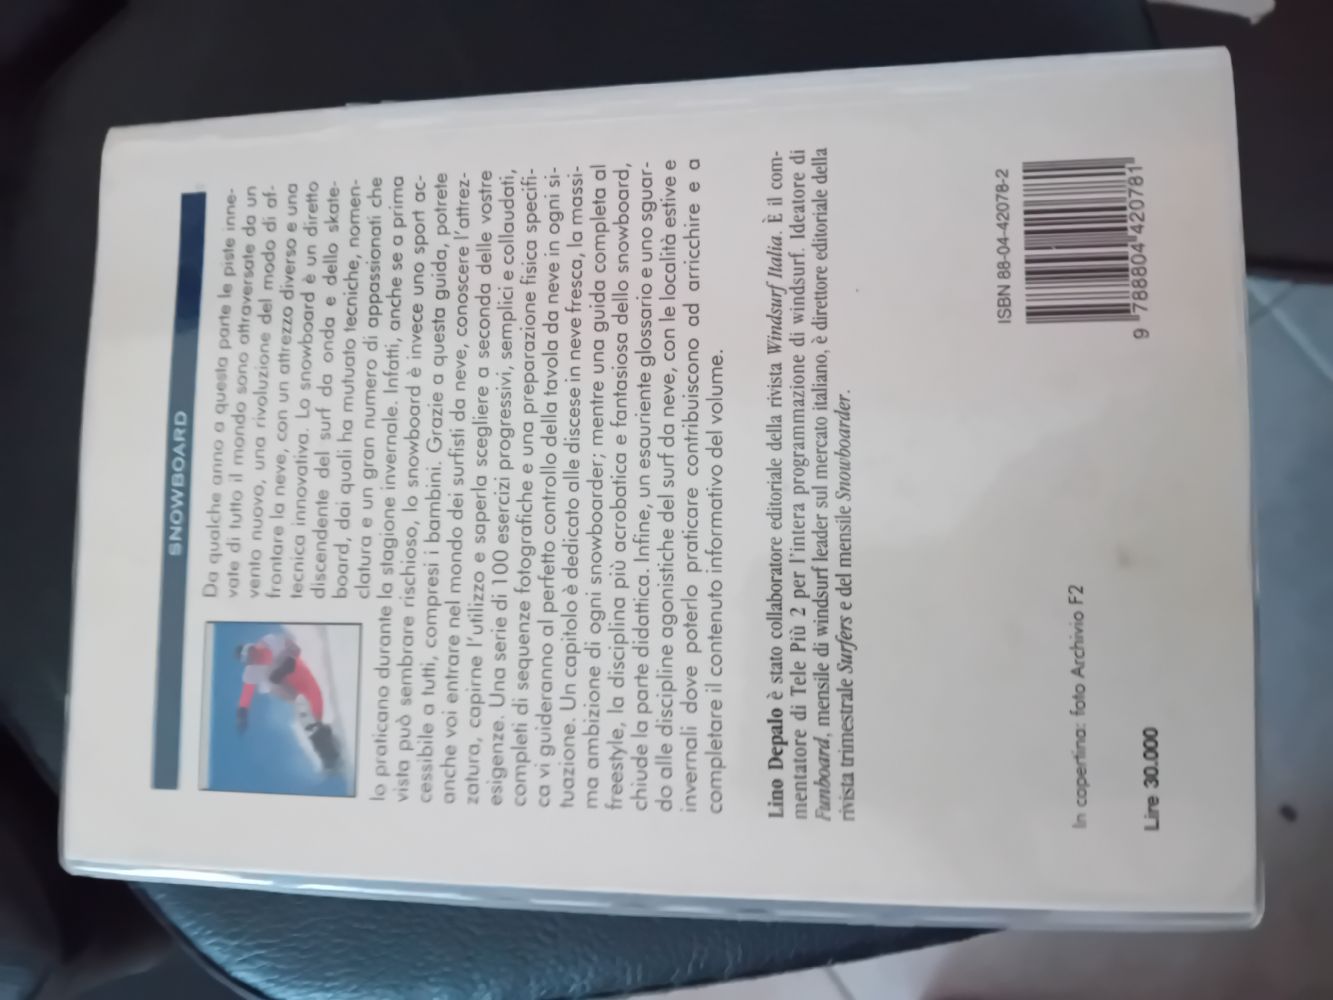 SNOWBOARD
Da qualche anno a questa parte le piste inne-
vate di tutto il mondo sono attraversate da un
vento nuovo, una rivoluzione del modo di af-
frontare la neve, con un attrezzo diverso e una
tecnica innovativa. Lo snowboard è un diretto
discendente del surf da onda e dello skate-
board, dai quali ha mutuato tecniche, nomen-
clatura e un gran numero di appassionati che
lo praticano durante la stagione invernale. Infatti, anche se a prima
vista può sembrare rischioso, lo snowboard è invece uno sport ac-
cessibile a tutti, compresi i bambini. Grazie a questa guida, potrete
anche voi entrare nel mondo dei surfisti da neve, conoscere l'attrez-
zatura, capirne l'utilizzo e saperla scegliere a seconda delle vostre
esigenze. Una serie di 100 esercizi progressivi, semplici e collaudati,
completi di sequenze fotografiche e una preparazione fisica specifi-
ca vi guideranno al perfetto controllo della tavola da neve in ogni si-
tuazione. Un capitolo è dedicato alle discese in neve fresca, la massi-
ma ambizione di ogni snowboarder; mentre una guida completa al
freestyle, la disciplina più acrobatica e fantasiosa dello snowboard,
chiude la parte didattica. Infine, un esauriente glossario e uno sguar-
do alle discipline agonistiche del surf da neve, con le località estive e
invernali dove poterlo praticare contribuiscono ad arricchire e a
completare il contenuto informativo del volume.
Lino Depalo è stato collaboratore editoriale della rivista Windsurf Italia. È il com-
mentatore di Tele Più 2 per l'intera programmazione di windsurf. Ideatore di
Funboard, mensile di windsurf leader sul mercato italiano, è direttore editoriale della
rivista trimestrale Surfers e del mensile Snowboarder.
ISBN 88-04-42078-2
9 788804 420781
In copertina: foto Archivio F2
Lire 30.000